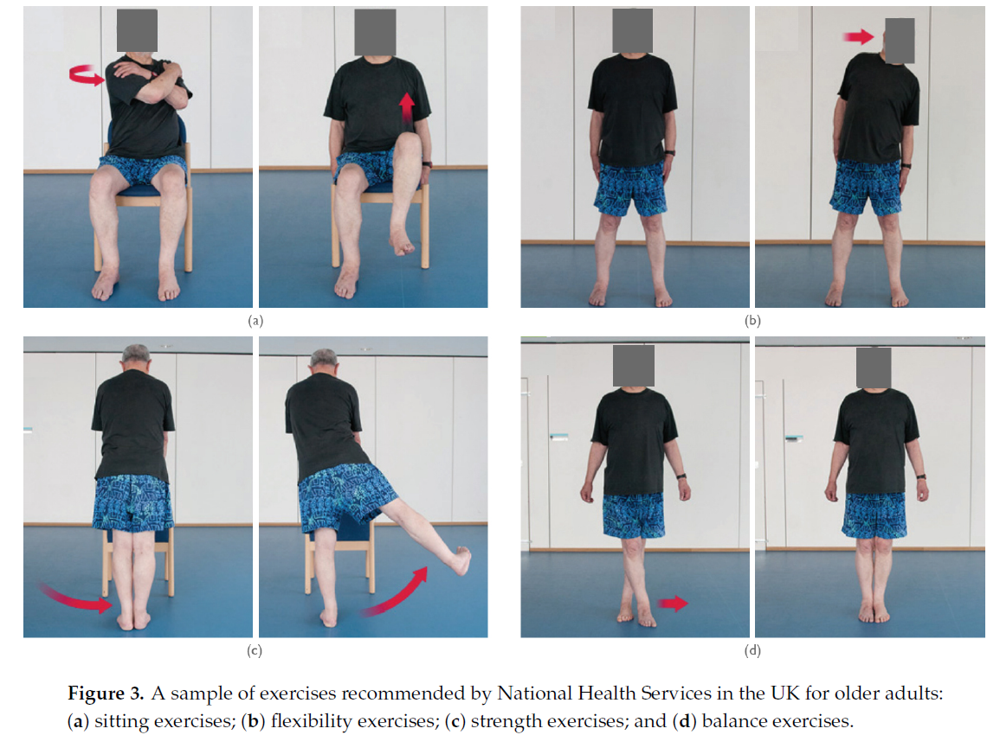 (a)
(b)
(c)
(d)
Figure 3. A sample of exercises recommended by National Health Services in the UK for older adults:
(a) sitting exercises; (b) flexibility exercises; (c) strength exercises; and (d) balance exercises.